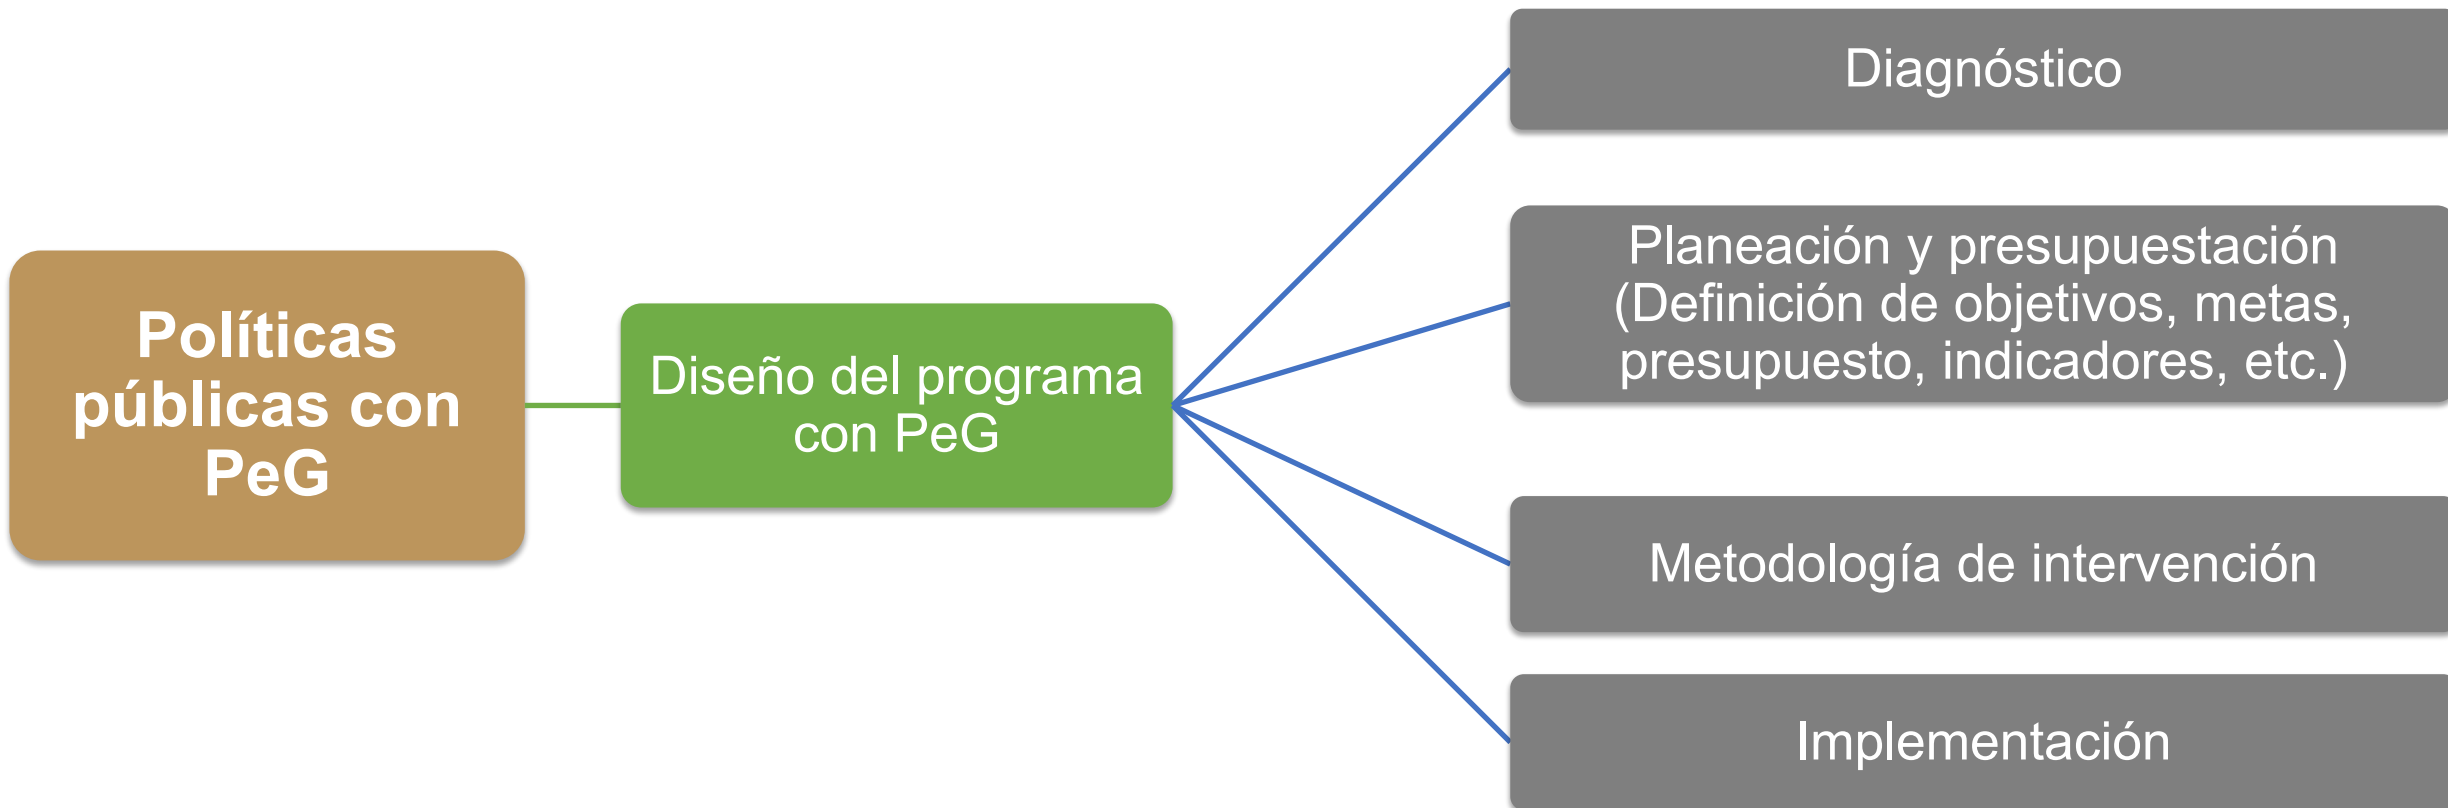 Políticas
públicas con
PeG
Diseño del programa
con PeG
Diagnóstico
Planeación y presupuestación
(Definición de objetivos, metas,
presupuesto, indicadores, etc.)
Metodología de intervención
Implementación